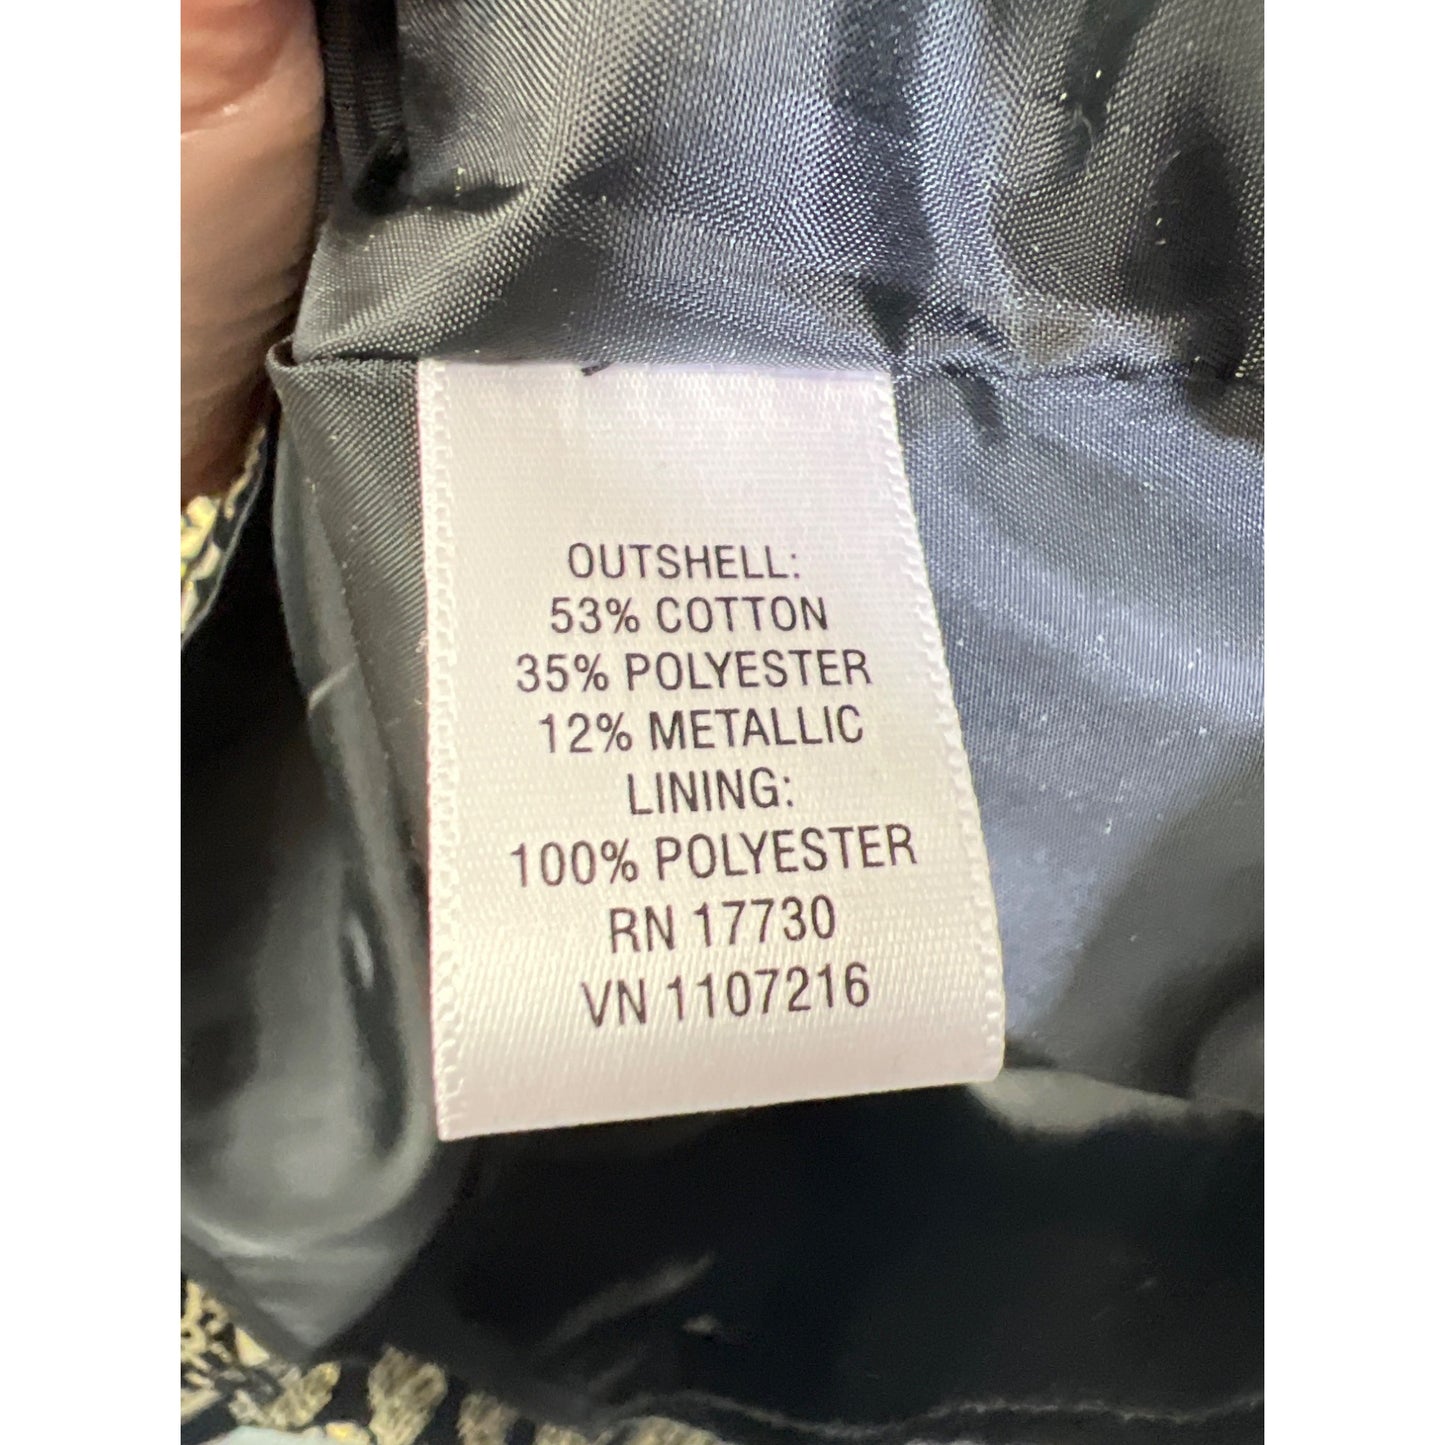 OUTSHELL:
53% COTTON
35% POLYESTER
12% METALLIC
LINING:
100% POLYESTER
RN 17730
VN 1107216